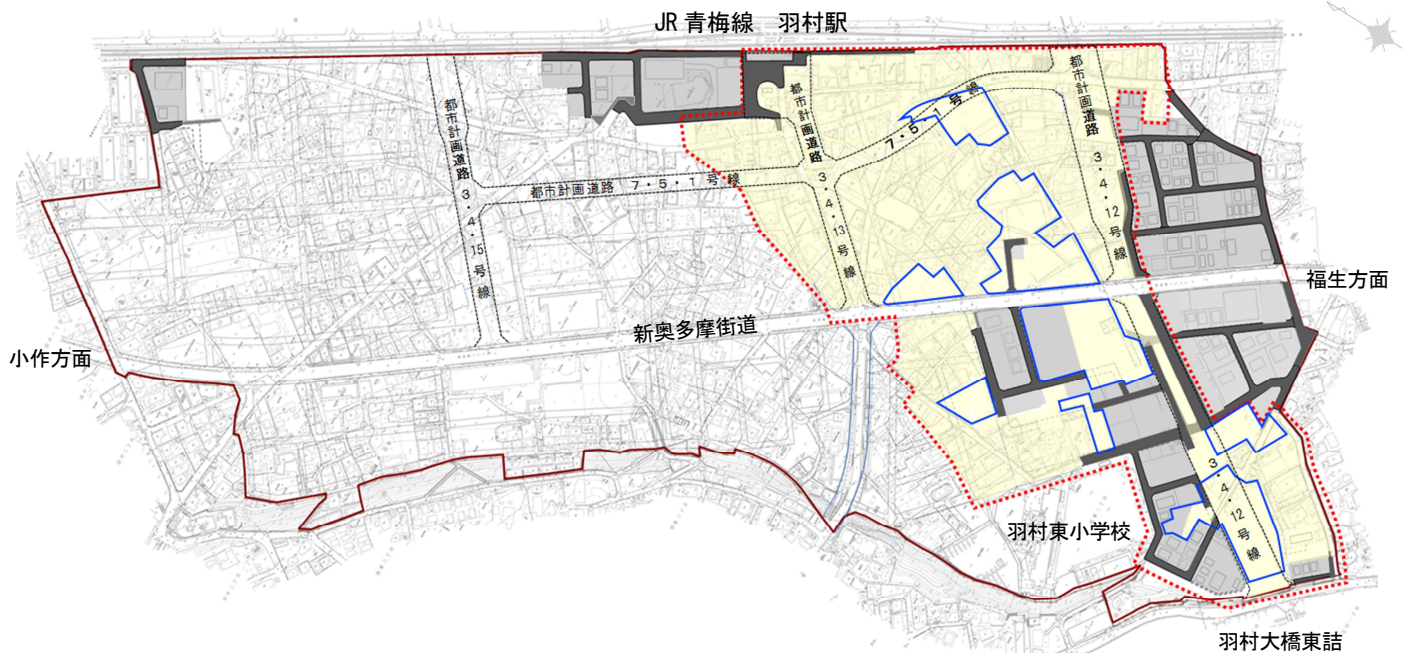 JR 青梅線 羽村駅
都市計画道路 3・4・15号線
都市計画道路 7・5・1号線
都市計画道路 3・4・13号線
7・5・1号線
都市計画道路 3・4・12号線
福生方面
新奥多摩街道
小作方面
3・4・12号線
羽村東小学校
羽村大橋東詰